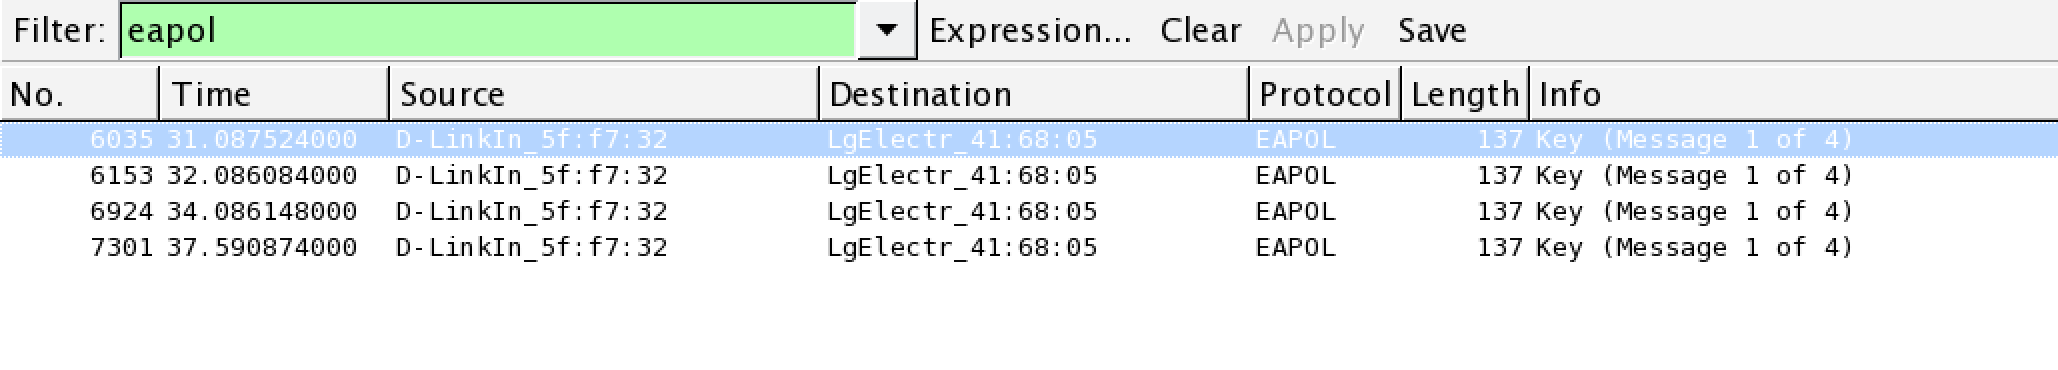 Filter: eapol Expression... Clear Apply Save
No. Time Source Destination Protocol Length Info
6035 31.087524000 D-LinkIn_5f:f7:32 LgElectr_41:68:05 EAPOL 137 Key (Message 1 of 4)
6153 32.086084000 D-LinkIn_5f:f7:32 LgElectr_41:68:05 EAPOL 137 Key (Message 1 of 4)
6924 34.086148000 D-LinkIn_5f:f7:32 LgElectr_41:68:05 EAPOL 137 Key (Message 1 of 4)
7301 37.590874000 D-LinkIn_5f:f7:32 LgElectr_41:68:05 EAPOL 137 Key (Message 1 of 4)